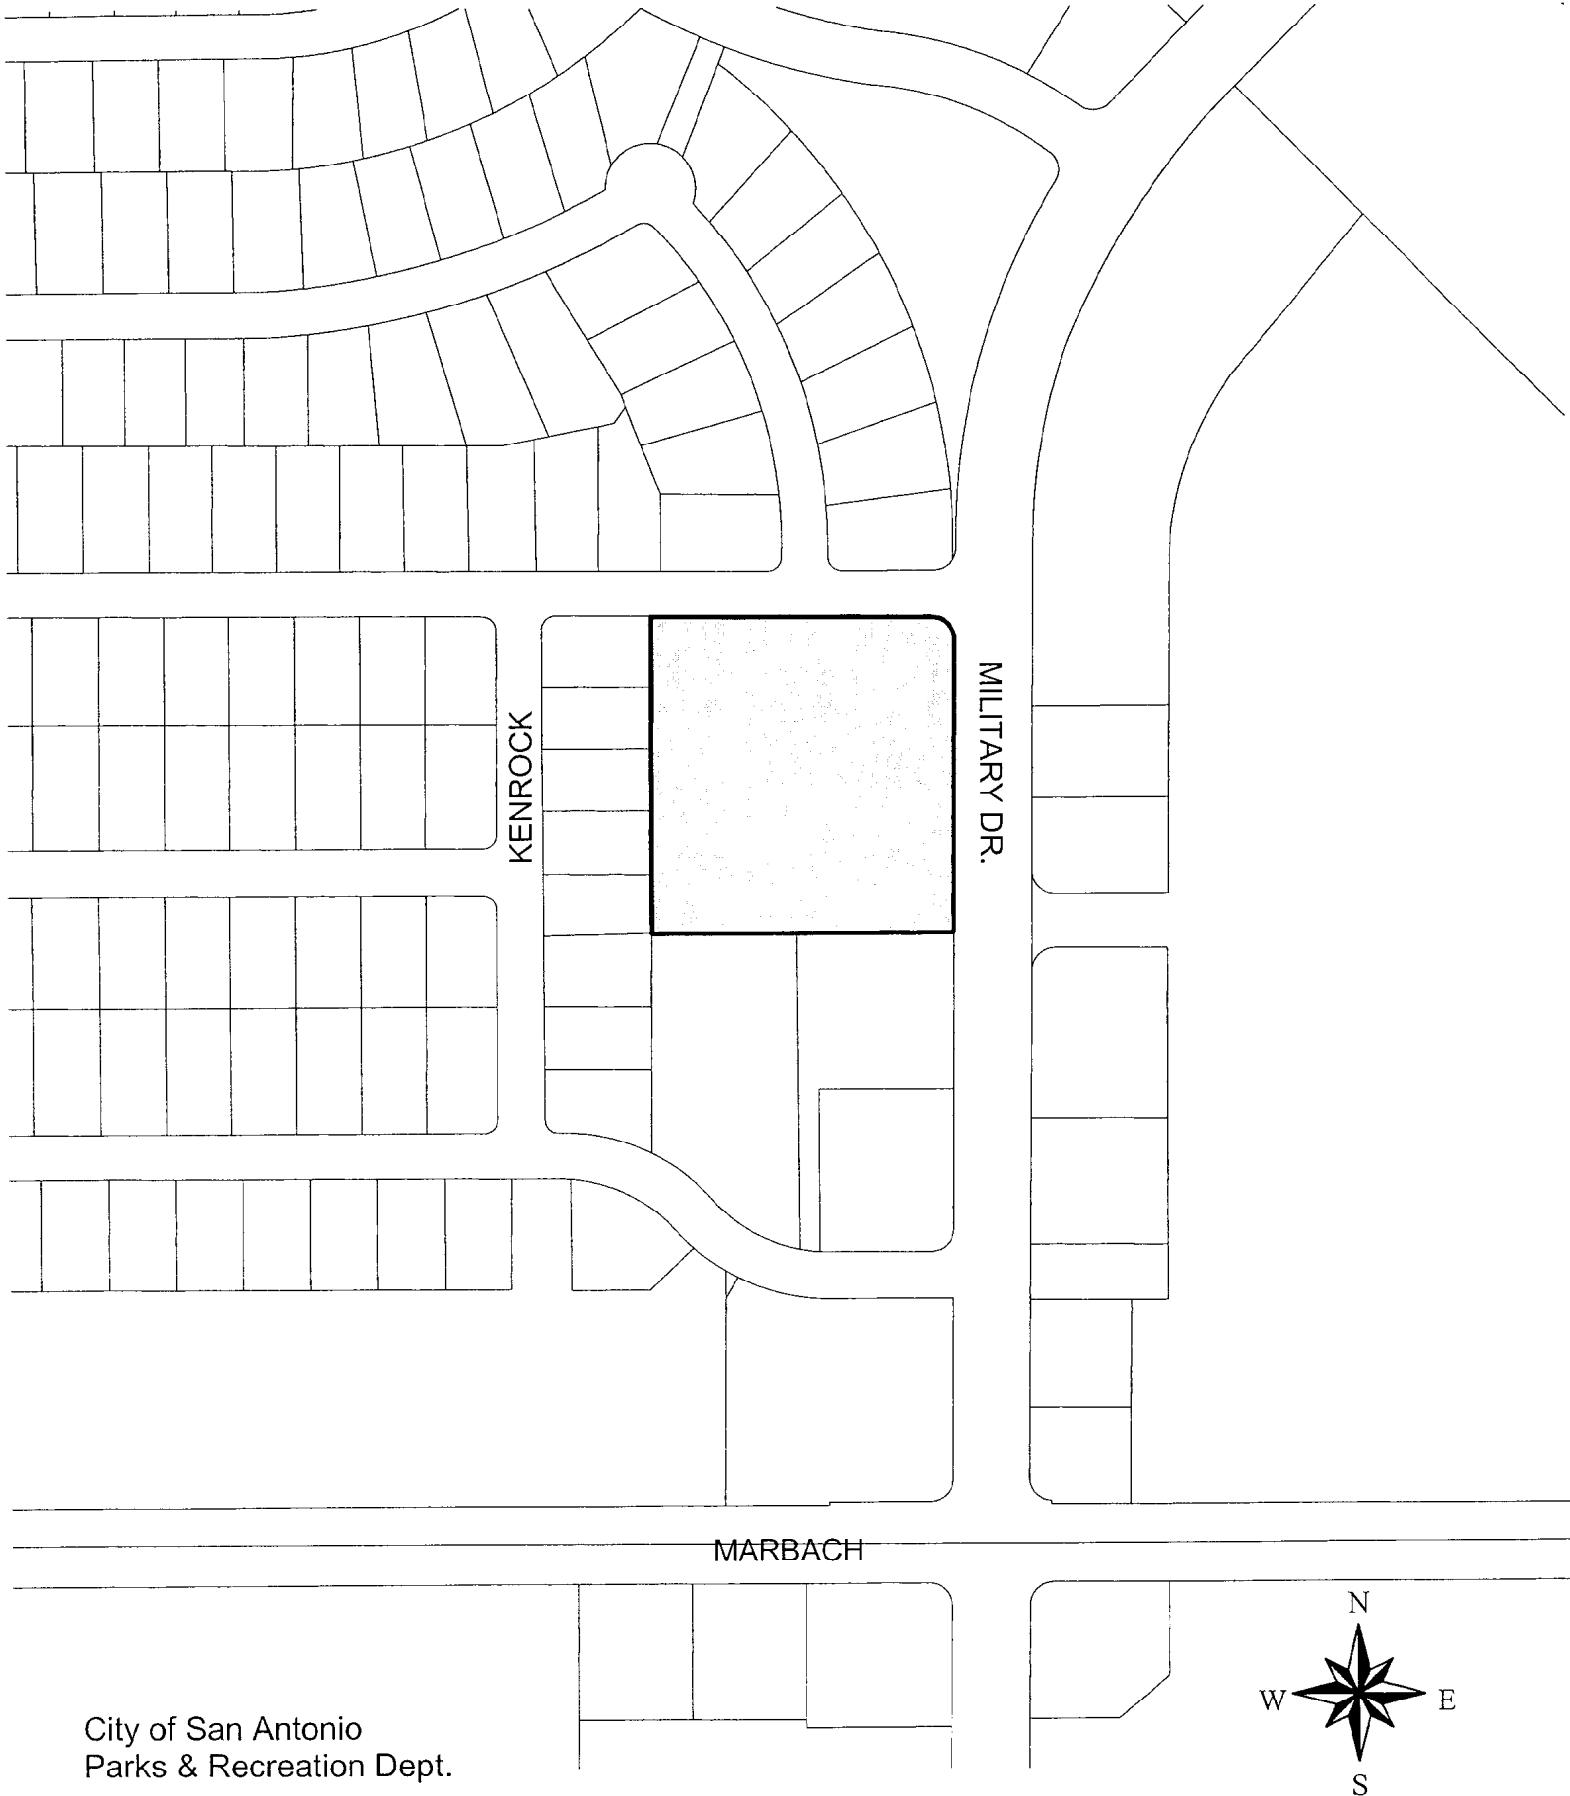 MILITARY DR.
KENROCK
MARBACH
N
W E
S
City of San Antonio
Parks & Recreation Dept.